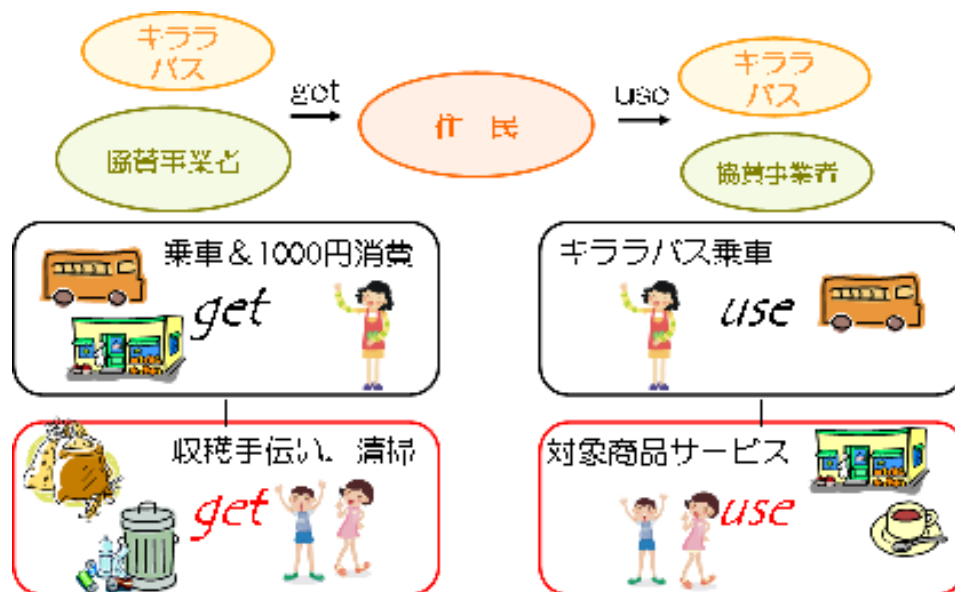 キララ
バス
協賛事業者
get
住 民
use
キララ
バス
協賛事業者
乗車＆1000円消費
get
キララバス乗車
use
収穫手伝い、清掃
get
対象商品サービス
use